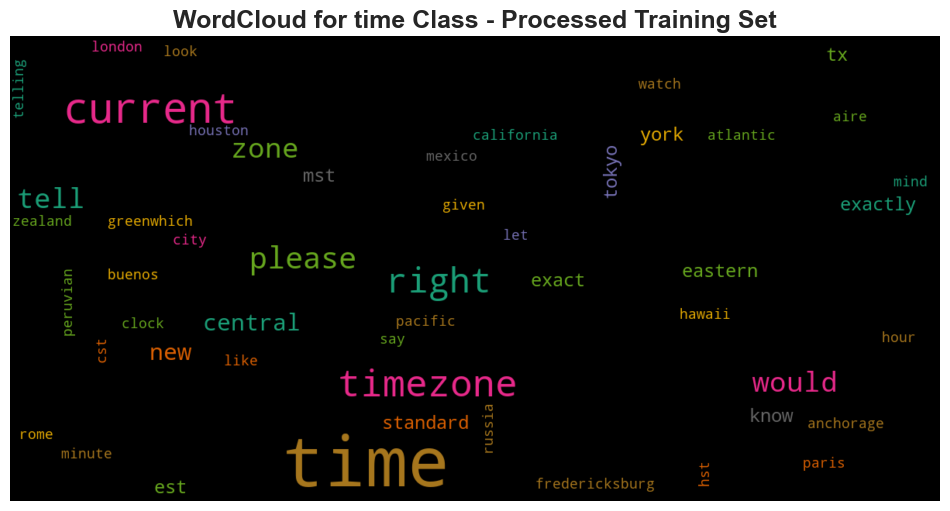 WordCloud for time Class - Processed Training Set
london
look
tx
telling
watch
current
aire
houston
california
york
atlantic
zone
mexico
tokyo
mst
mind
tell
given
exactly
zealand
greenwhich
city
let
please
buenos
right
exact
eastern
peruvian
hawaii
clock
central
pacific
say
hour
cst
new
like
timezone
would
standard
know
anchorage
russia
rome
minute
time
paris
hst
est
fredericksburg